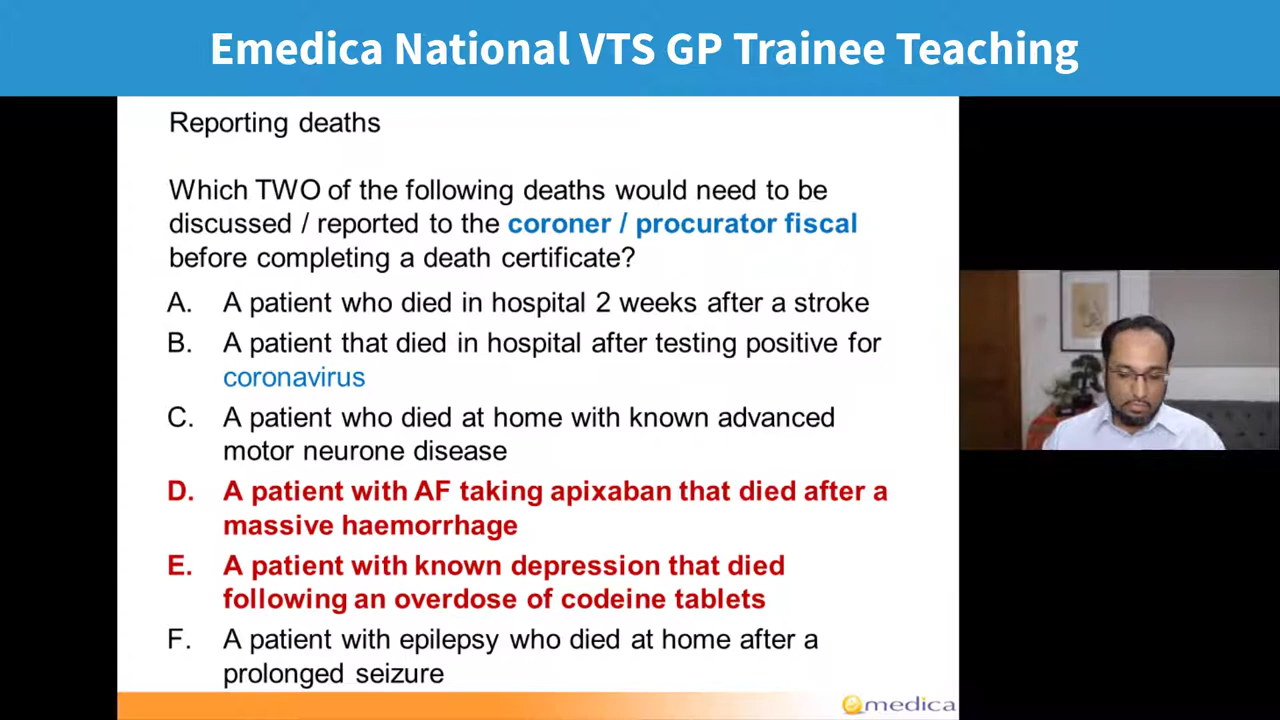 Emedica National VTS GP Trainee Teaching
Reporting deaths
Which TWO of the following deaths would need to be
discussed / reported to the coroner / procurator fiscal
before completing a death certificate?
A. A patient who died in hospital 2 weeks after a stroke
B. A patient that died in hospital after testing positive for
coronavirus
C. A patient who died at home with known advanced
motor neurone disease
D. A patient with AF taking apixaban that died after a
massive haemorrhage
E. A patient with known depression that died
following an overdose of codeine tablets
F. A patient with epilepsy who died at home after a
prolonged seizure
emedica